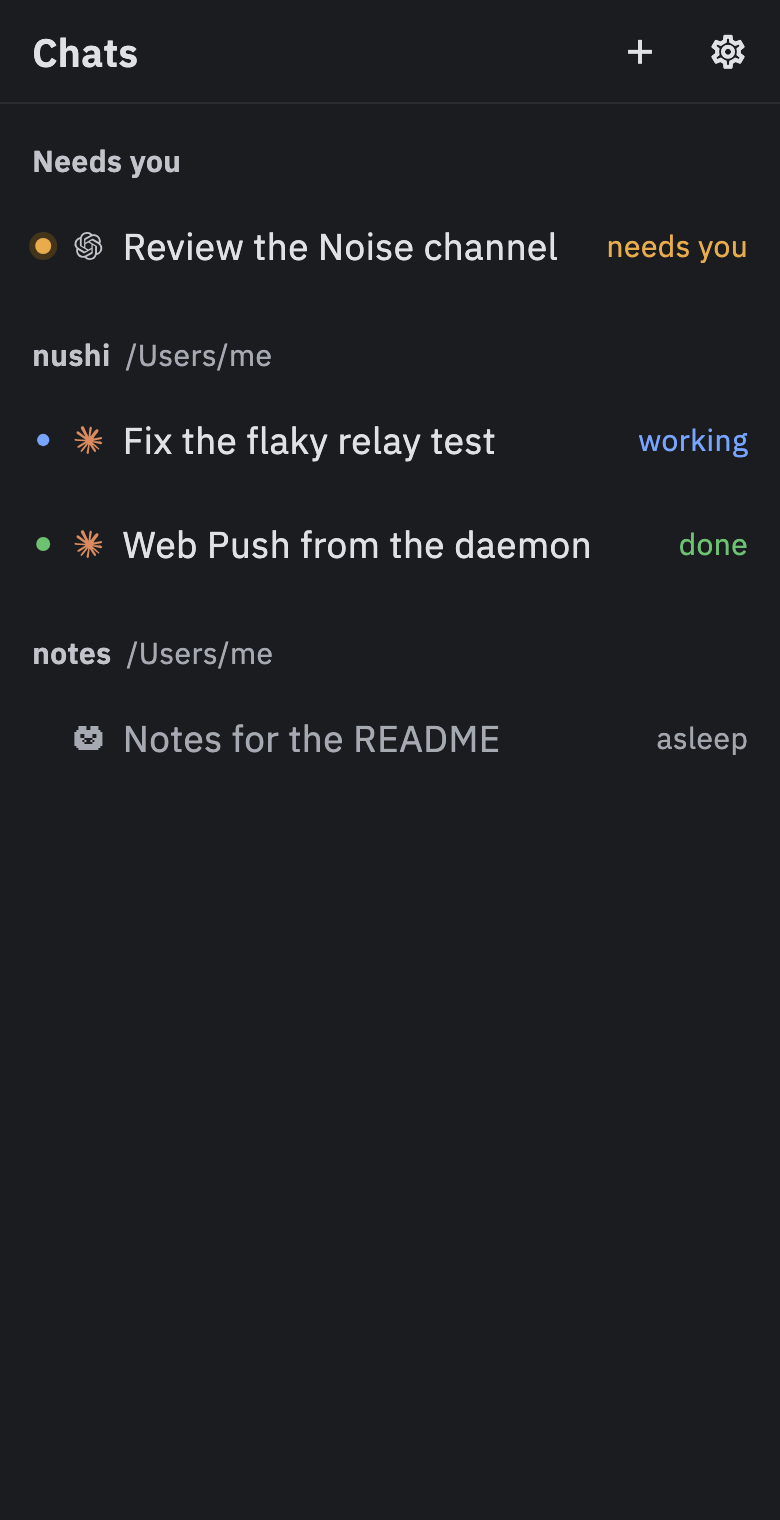 Chats
Needs you
Review the Noise channel needs you
nushi /Users/me
Fix the flaky relay test working
Web Push from the daemon done
notes /Users/me
Notes for the README asleep